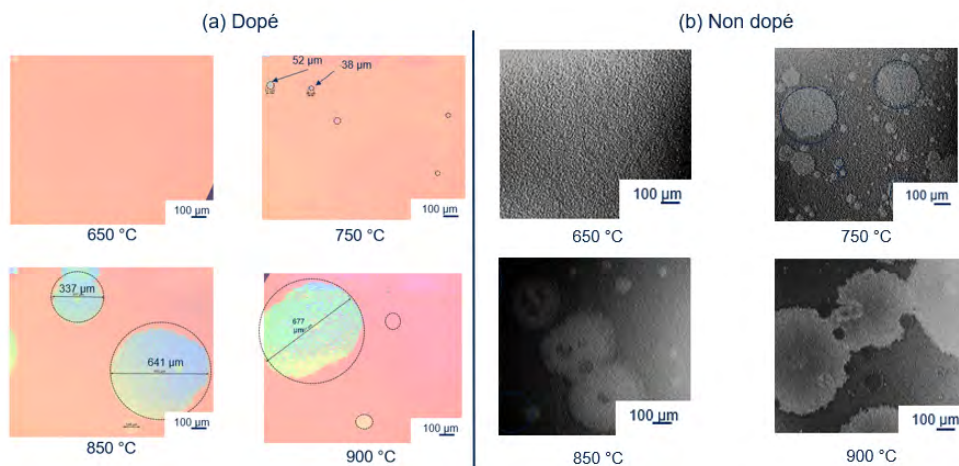 (a) Dopé
(b) Non dopé
52 µm
38 µm
100 µm
650 °C
100 µm
750 °C
100 µm
650 °C
100 µm
750 °C
337 µm
641 µm
100 µm
850 °C
677
µm
100 µm
900 °C
100 µm
850 °C
100 µm
900 °C